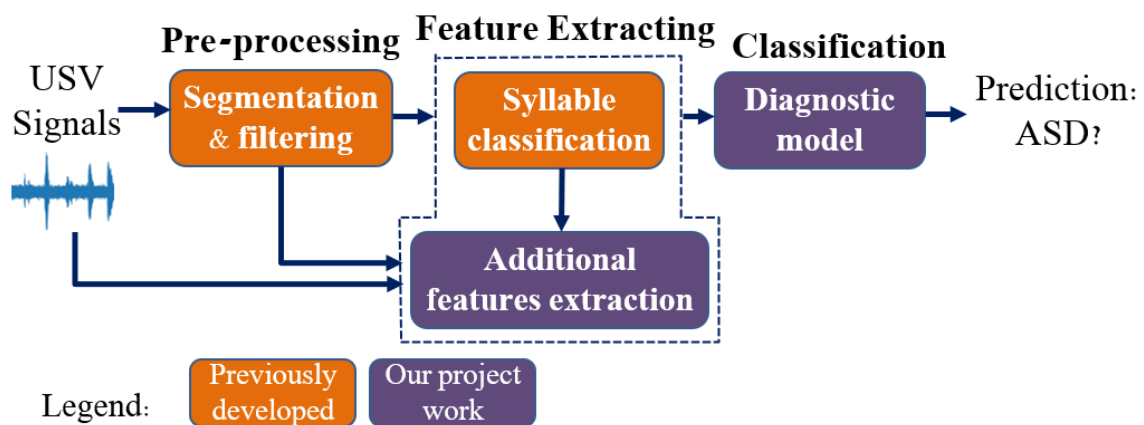 Pre-processing
Feature Extracting
Classification
USV
Signals
Segmentation
& filtering
Syllable
classification
Diagnostic
model
Prediction:
ASD?
Additional
features extraction
Legend:
Previously
developed
Our project
work